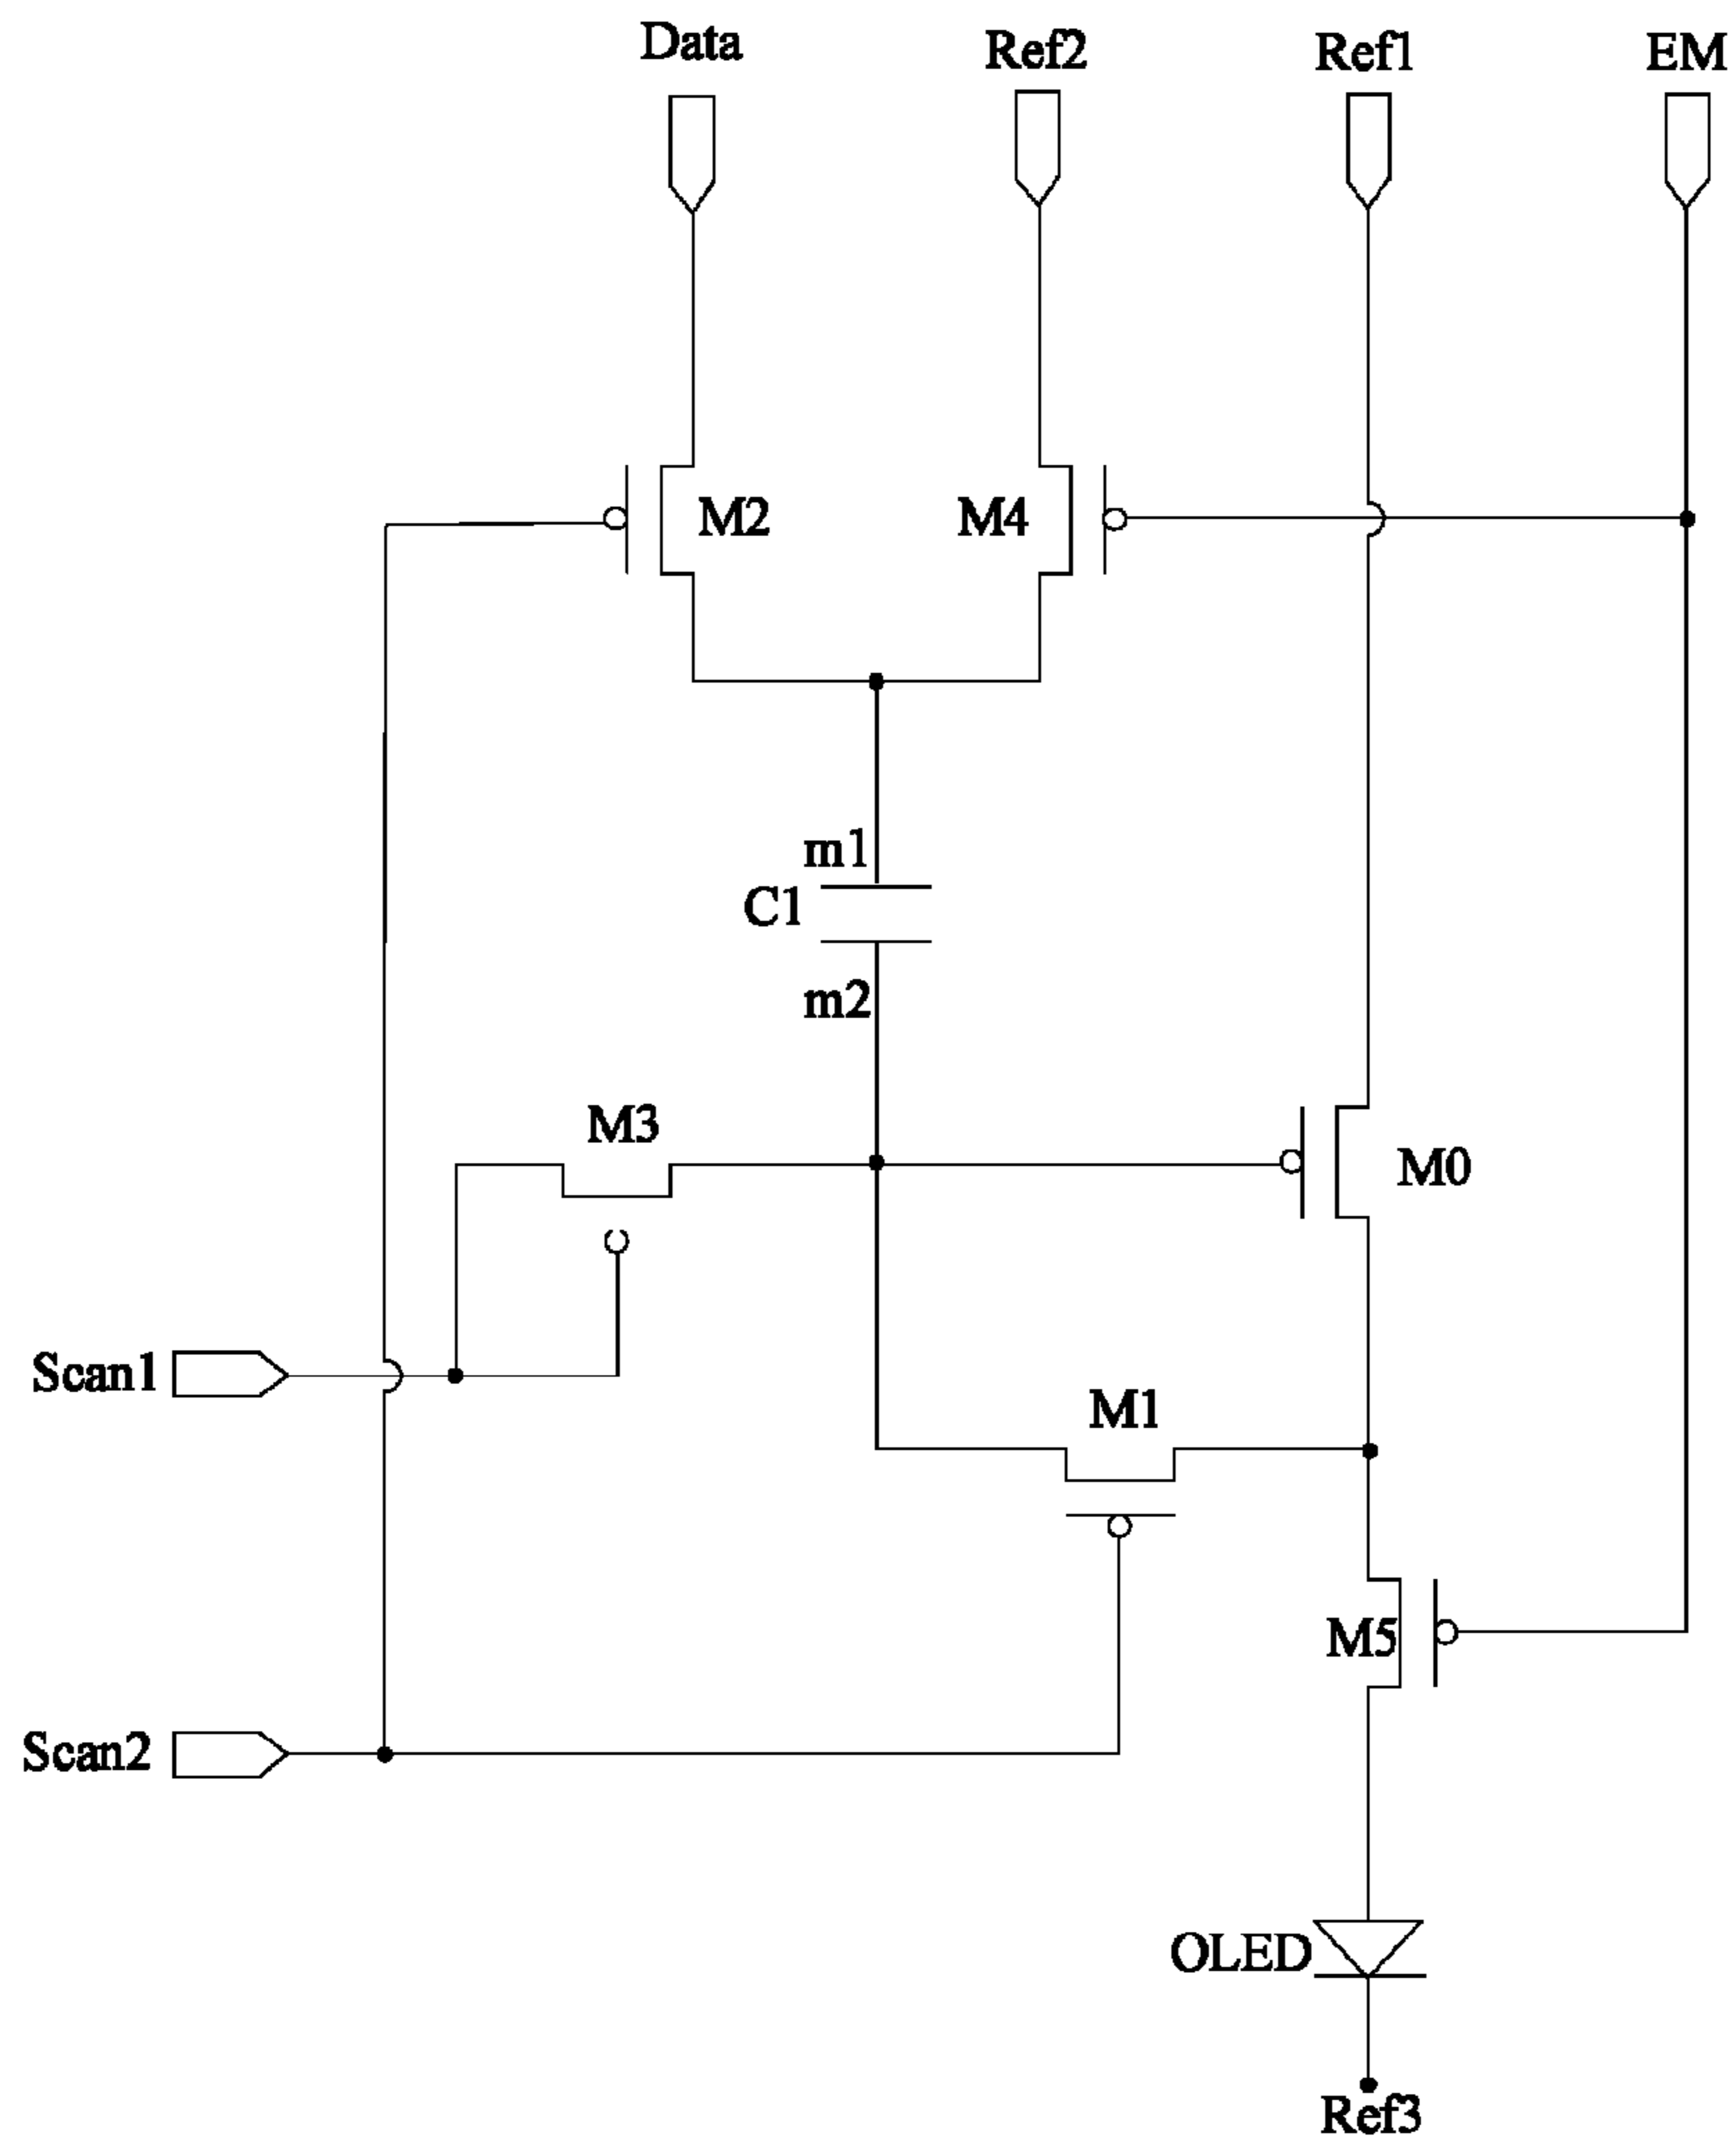 Data
Ref2
Ref1
EM
M2
M4
m1
C1
m2
M3
M0
Scan1
M1
M5
Scan2
OLED
Ref3